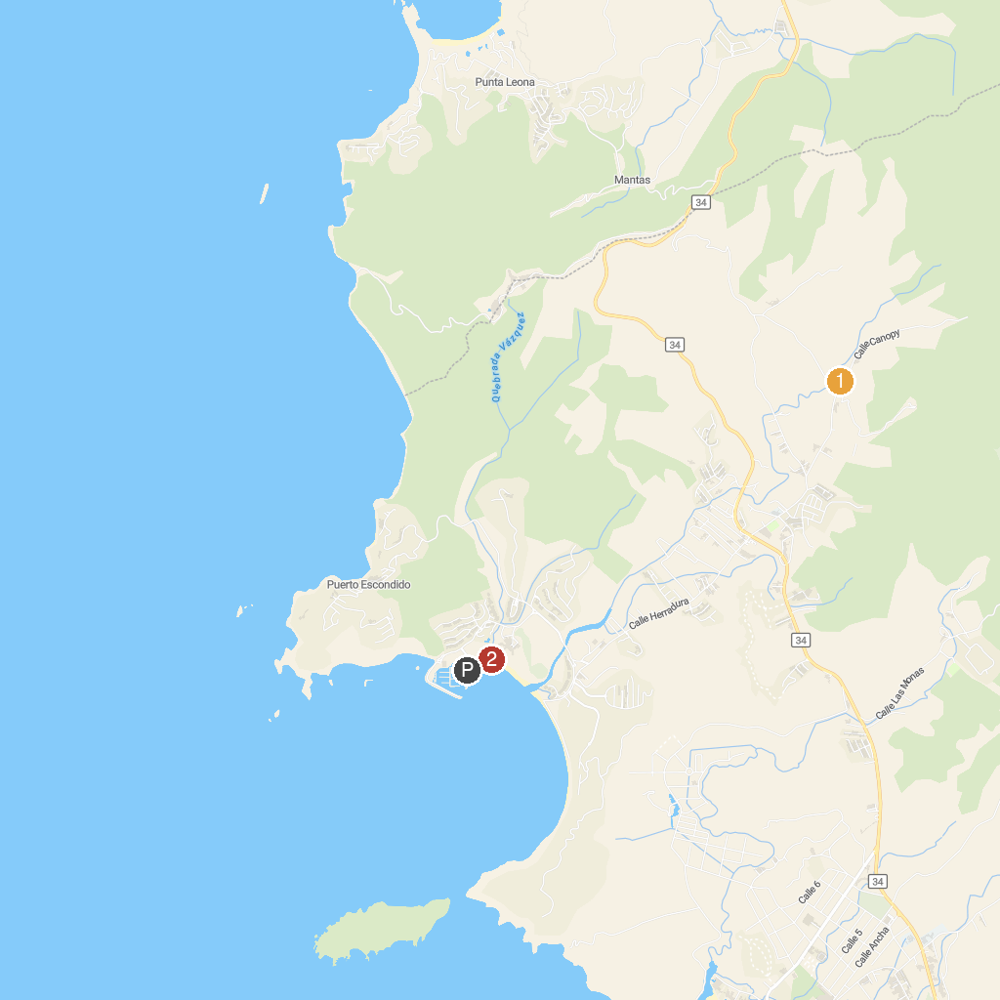 Punta Leona
Mantas
34
Quebrada Vázquez
34
Calle Canopy
1
Puerto Escondido
Calle Herradura
34
2
P
Calle Las Monas
34
Calle 6
Calle 5
Calle Ancha